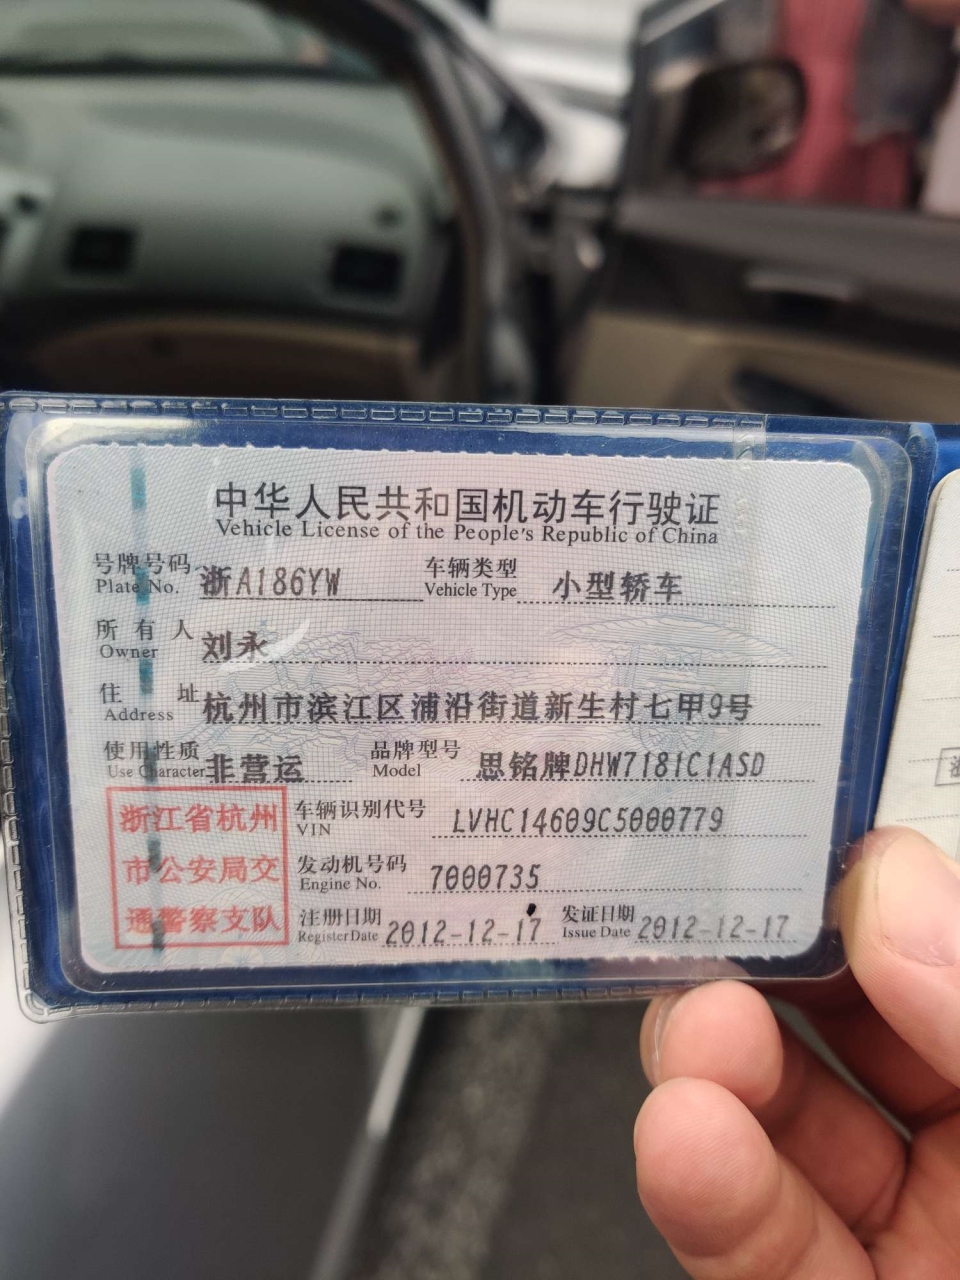 中华人民共和国机动车行驶证
Vehicle License of the People's Republic of China
号牌号码 浙A186YW 车辆类型 小型轿车
Plate No. Vehicle Type
所有人 刘永
Owner
住址 杭州市滨江区浦沿街道新生村七甲9号
Address
使用性质 非营运 品牌型号 思铭牌DHW7181C1ASD
Use Character Model
浙江省杭州
市公安局交
通警察支队
车辆识别代号 LVHC14609C5000779
VIN
发动机号码 7000735
Engine No.
注册日期 2012-12-17 发证日期 2012-12-17
Register Date Issue Date